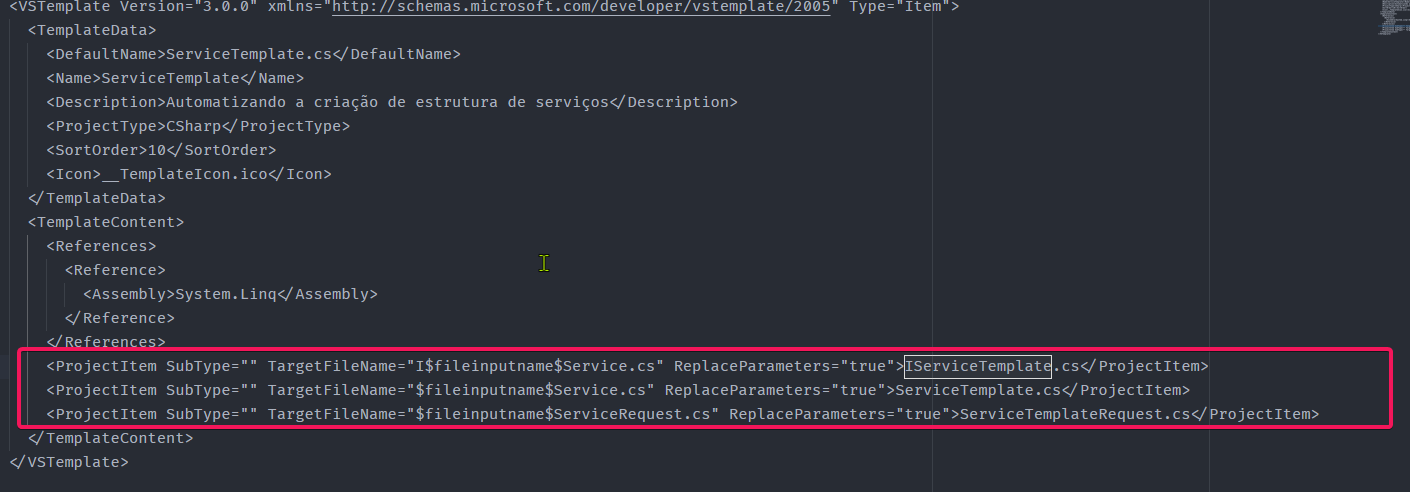 <VSTemplate Version="3.0.0" xmlns="http://schemas.microsoft.com/developer/vstemplate/2005" Type="Item">
<TemplateData>
<DefaultName>ServiceTemplate.cs</DefaultName>
<Name>ServiceTemplate</Name>
<Description>Automatizando a criação de estrutura de serviços</Description>
<ProjectType>CSharp</ProjectType>
<SortOrder>10</SortOrder>
<Icon>__TemplateIcon.ico</Icon>
</TemplateData>
<TemplateContent>
<References>
<Reference>
<Assembly>System.Linq</Assembly>
</Reference>
</References>
<ProjectItem SubType="" TargetFileName="I$fileinputname$Service.cs" ReplaceParameters="true">IServiceTemplate.cs</ProjectItem>
<ProjectItem SubType="" TargetFileName="$fileinputname$Service.cs" ReplaceParameters="true">ServiceTemplate.cs</ProjectItem>
<ProjectItem SubType="" TargetFileName="$fileinputname$ServiceRequest.cs" ReplaceParameters="true">ServiceTemplateRequest.cs</ProjectItem>
</TemplateContent>
</VSTemplate>